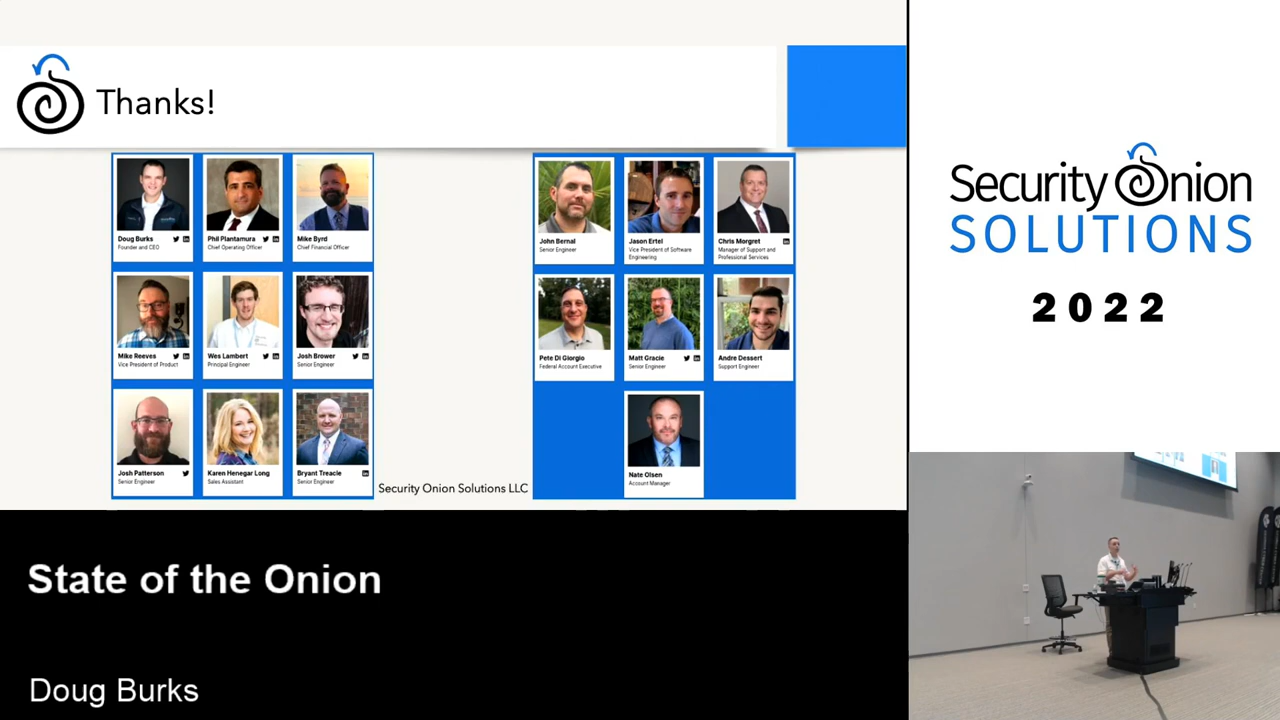 Thanks!
Doug Burks
Founder and CEO
Phil Plantamura
Chief Operating Officer
Mike Byrd
Chief Financial Officer
Mike Reeves
Vice President of Product
Wes Lambert
Principal Engineer
Josh Brower
Senior Engineer
Josh Patterson
Senior Engineer
Karen Henegar Long
Sales Assistant
Bryant Treacle
Senior Engineer
Security Onion Solutions LLC
John Bernal
Senior Engineer
Jason Ertel
Vice President of Software
Engineering
Chris Morgret
Manager of Support and
Professional Services
Pete Di Giorgio
Federal Account Executive
Matt Gracie
Senior Engineer
Andre Dessert
Support Engineer
Nate Olsen
Account Manager
Security Onion
SOLUTIONS
2022
State of the Onion
Doug Burks